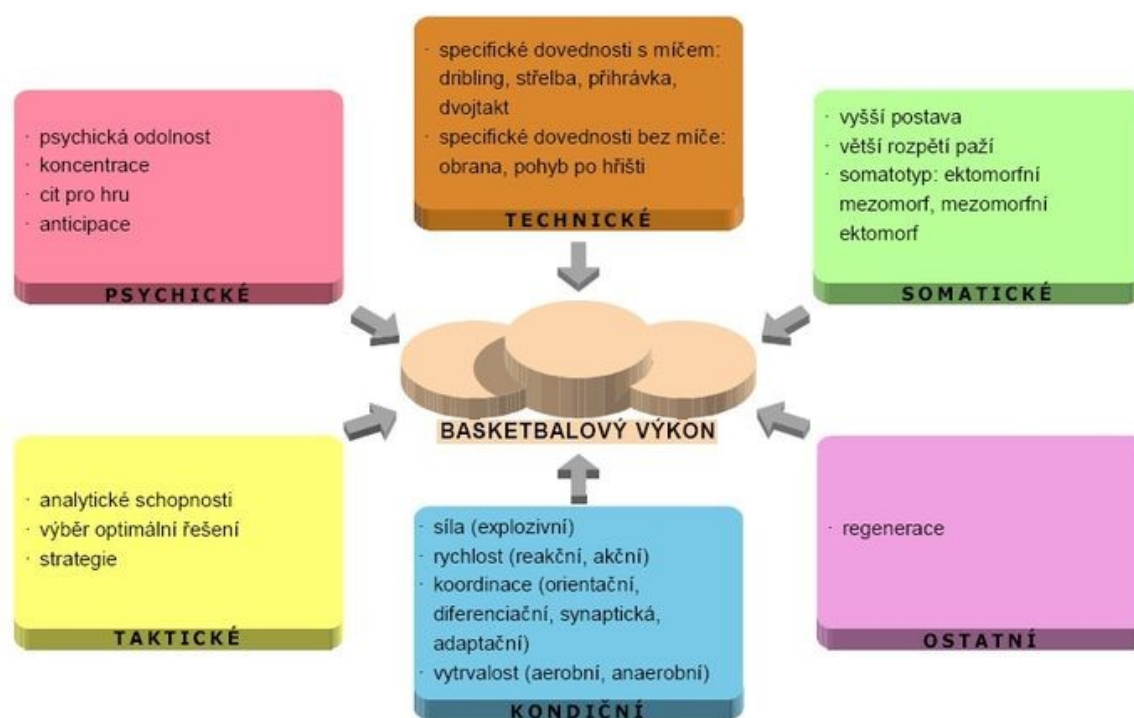 · psychická odolnost
· koncentrace
· cit pro hru
· anticipace
PSYCHICKÉ
· specifické dovednosti s míčem:
dribling, střelba, přihrávka,
dvojtakt
· specifické dovednosti bez míče:
obrana, pohyb po hřišti
TECHNICKÉ
· vyšší postava
· větší rozpětí paží
· somatotyp: ektomorfní
mezomorf, mezomorfní
ektomorf
SOMATICKÉ
BASKETBALOVÝ VÝKON
· analytické schopnosti
· výběr optimální řešení
· strategie
TAKTICKÉ
· síla (explozivní)
· rychlost (reakční, akční)
· koordinace (orientační,
diferenciační, synaptická,
adaptační)
· vytrvalost (aerobní, anaerobní)
KONDIČNÍ
· regenerace
OSTATNÍ